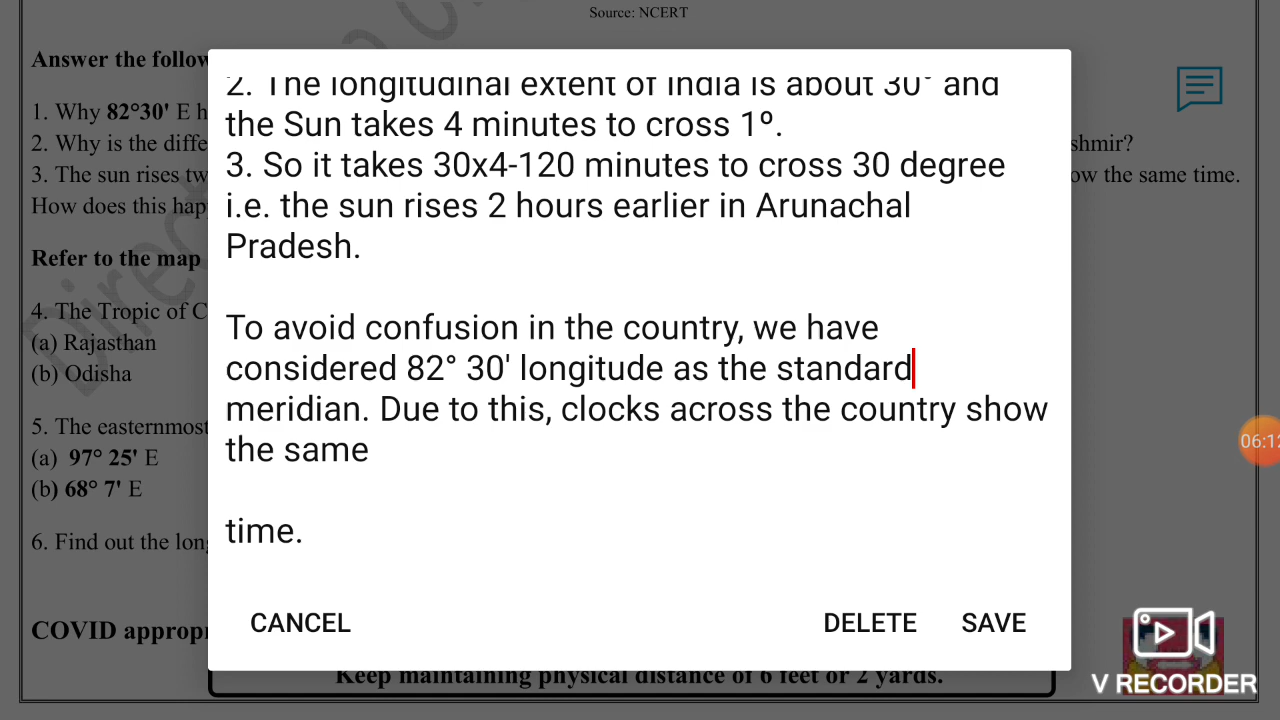 Source: NCERT
Answer the follow
1. Why 82°30' E h
2. Why is the diffe
shmir?
3. The sun rises tw
ow the same time.
How does this hap
Refer to the map
4. The Tropic of C
(a) Rajasthan
(b) Odisha
5. The easternmost
(a) 97° 25' E
(b) 68° 7' E
6. Find out the long
COVID appropr
Keep maintaining physical distance of 6 feet or 2 yards.
2. The longitudinal extent of India is about 30° and
the Sun takes 4 minutes to cross 1º.
3. So it takes 30x4-120 minutes to cross 30 degree
i.e. the sun rises 2 hours earlier in Arunachal
Pradesh.
To avoid confusion in the country, we have
considered 82° 30' longitude as the standard
meridian. Due to this, clocks across the country show
the same
time.
CANCEL
DELETE
SAVE
06:12
V RECORDER